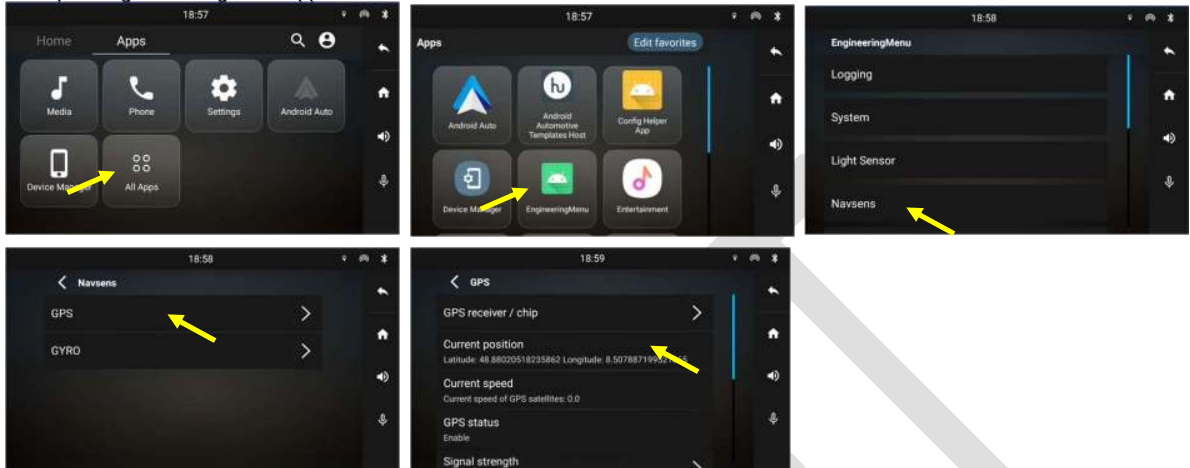 18:57
Home Apps
Media
Phone
Settings
Android Auto
Device Manager
All Apps
18:57
Apps
Edit favorites
Android Auto
Android
Automotive
Templates Host
Config Helper
App
Device Manager
EngineeringMenu
Entertainment
18:58
EngineeringMenu
Logging
System
Light Sensor
Navsens
18:58
Navsens
GPS
GYRO
18:59
GPS
GPS receiver / chip
Current position
Latitude: 48.88020518235862 Longitude:
Current speed
Current speed of GPS satellites: 0.0
GPS status
Enable
Signal strength